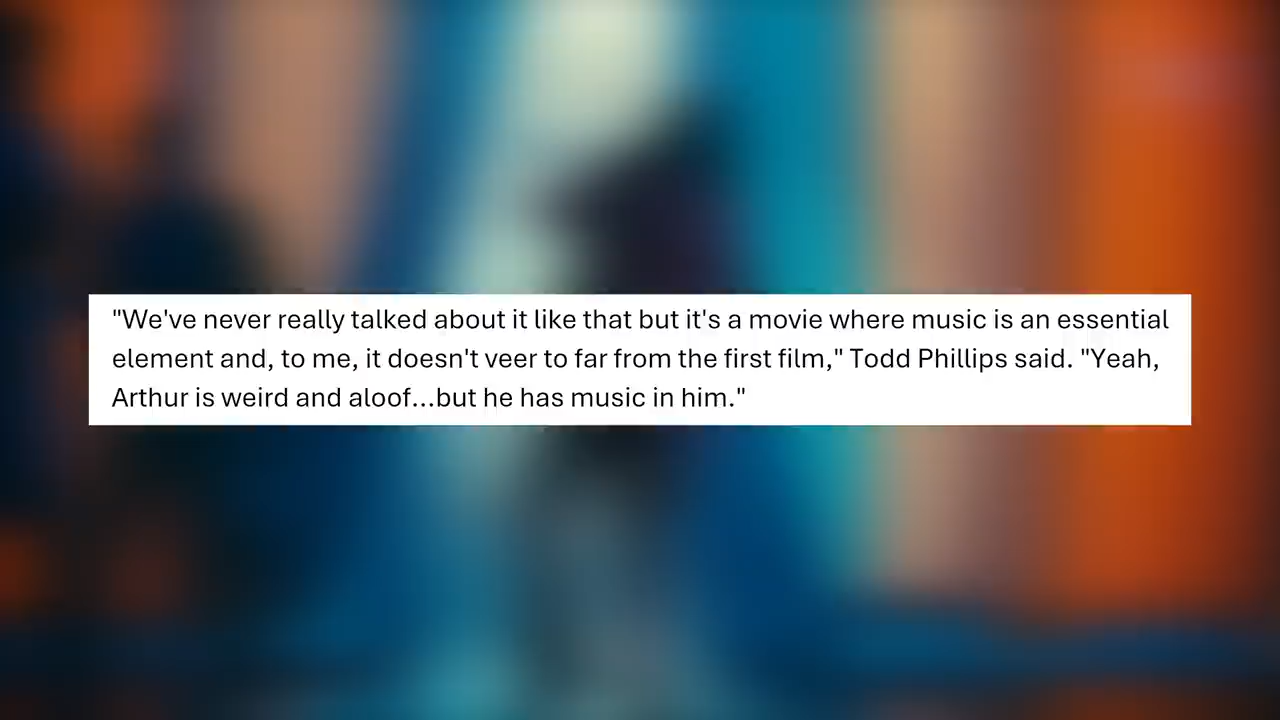 "We've never really talked about it like that but it's a movie where music is an essential
element and, to me, it doesn't veer to far from the first film," Todd Phillips said. "Yeah,
Arthur is weird and aloof...but he has music in him."